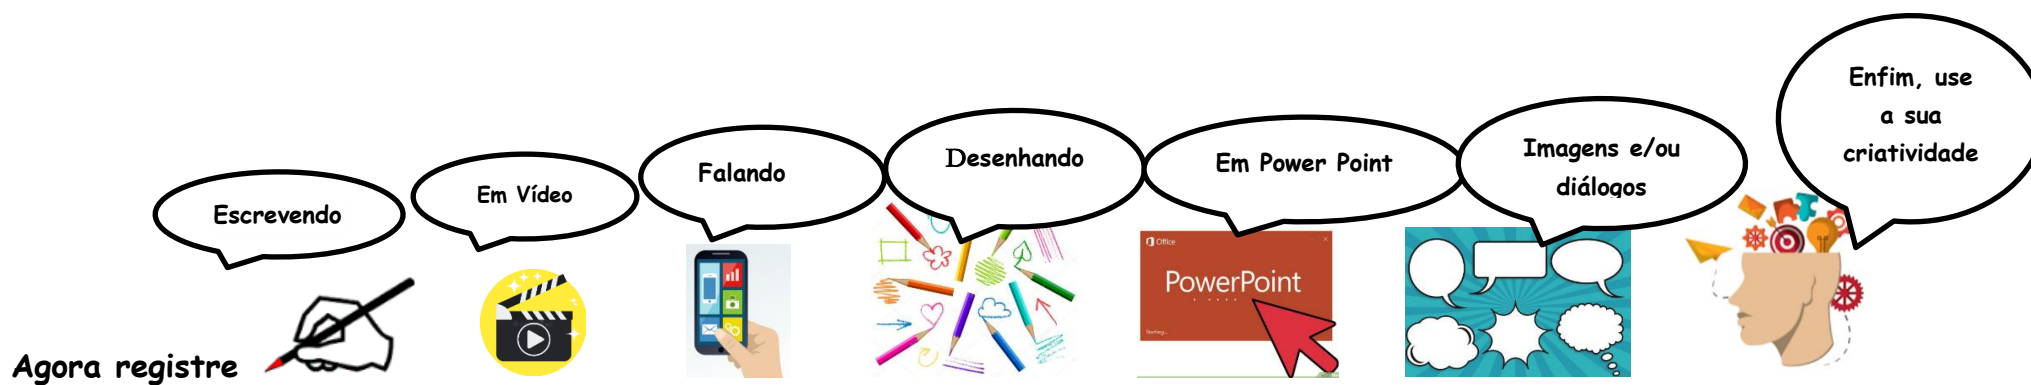 Escrevendo
Em Vídeo
Falando
Desenhando
Em Power Point
Imagens e/ou
diálogos
Enfim, use
a sua
criatividade
Office
PowerPoint
Starting...
Agora registre